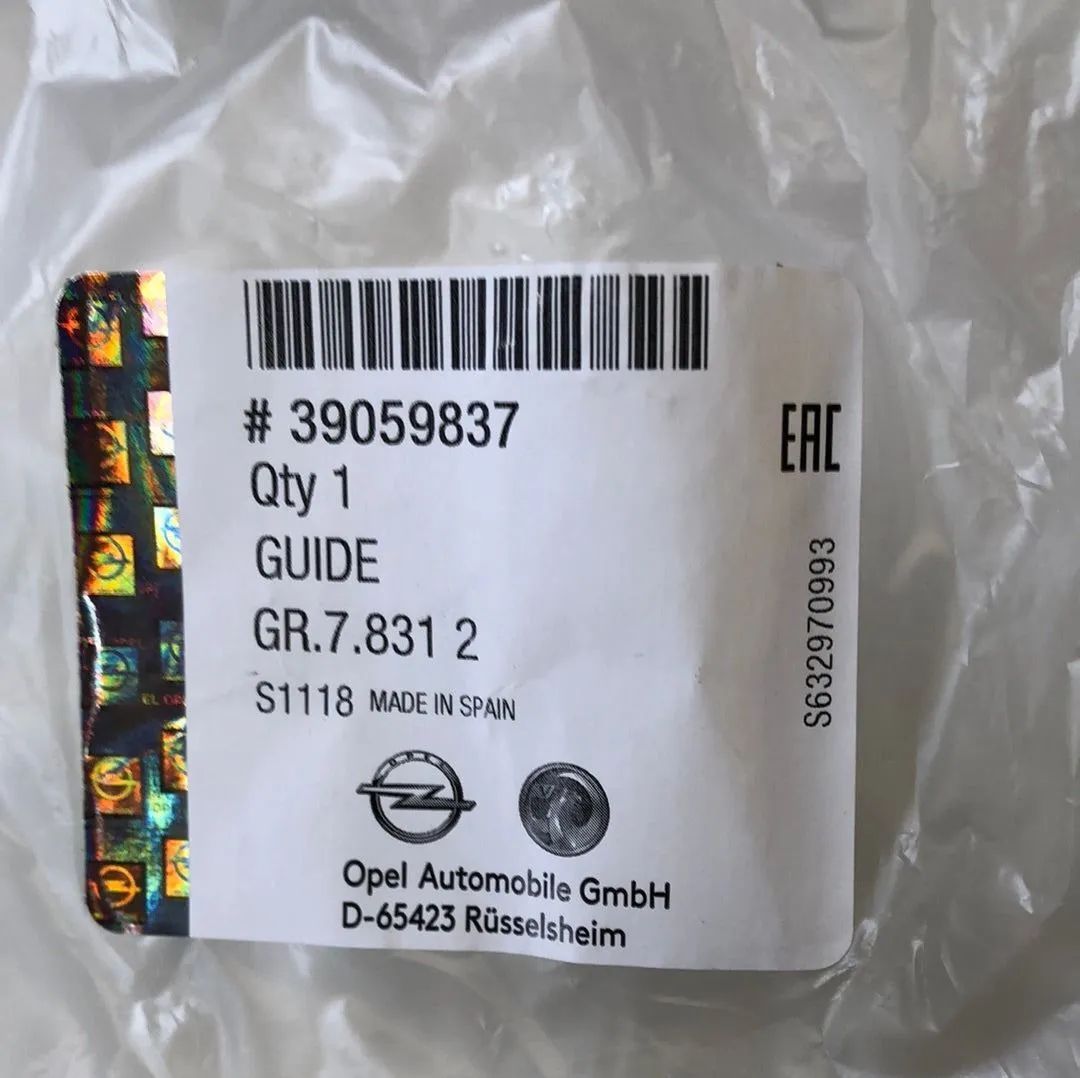 # 39059837
Qty 1
GUIDE
GR.7.831 2
S1118 MADE IN SPAIN
OPEL
Opel Automobile GmbH
D-65423 Rüsselsheim
EAC
S632970993